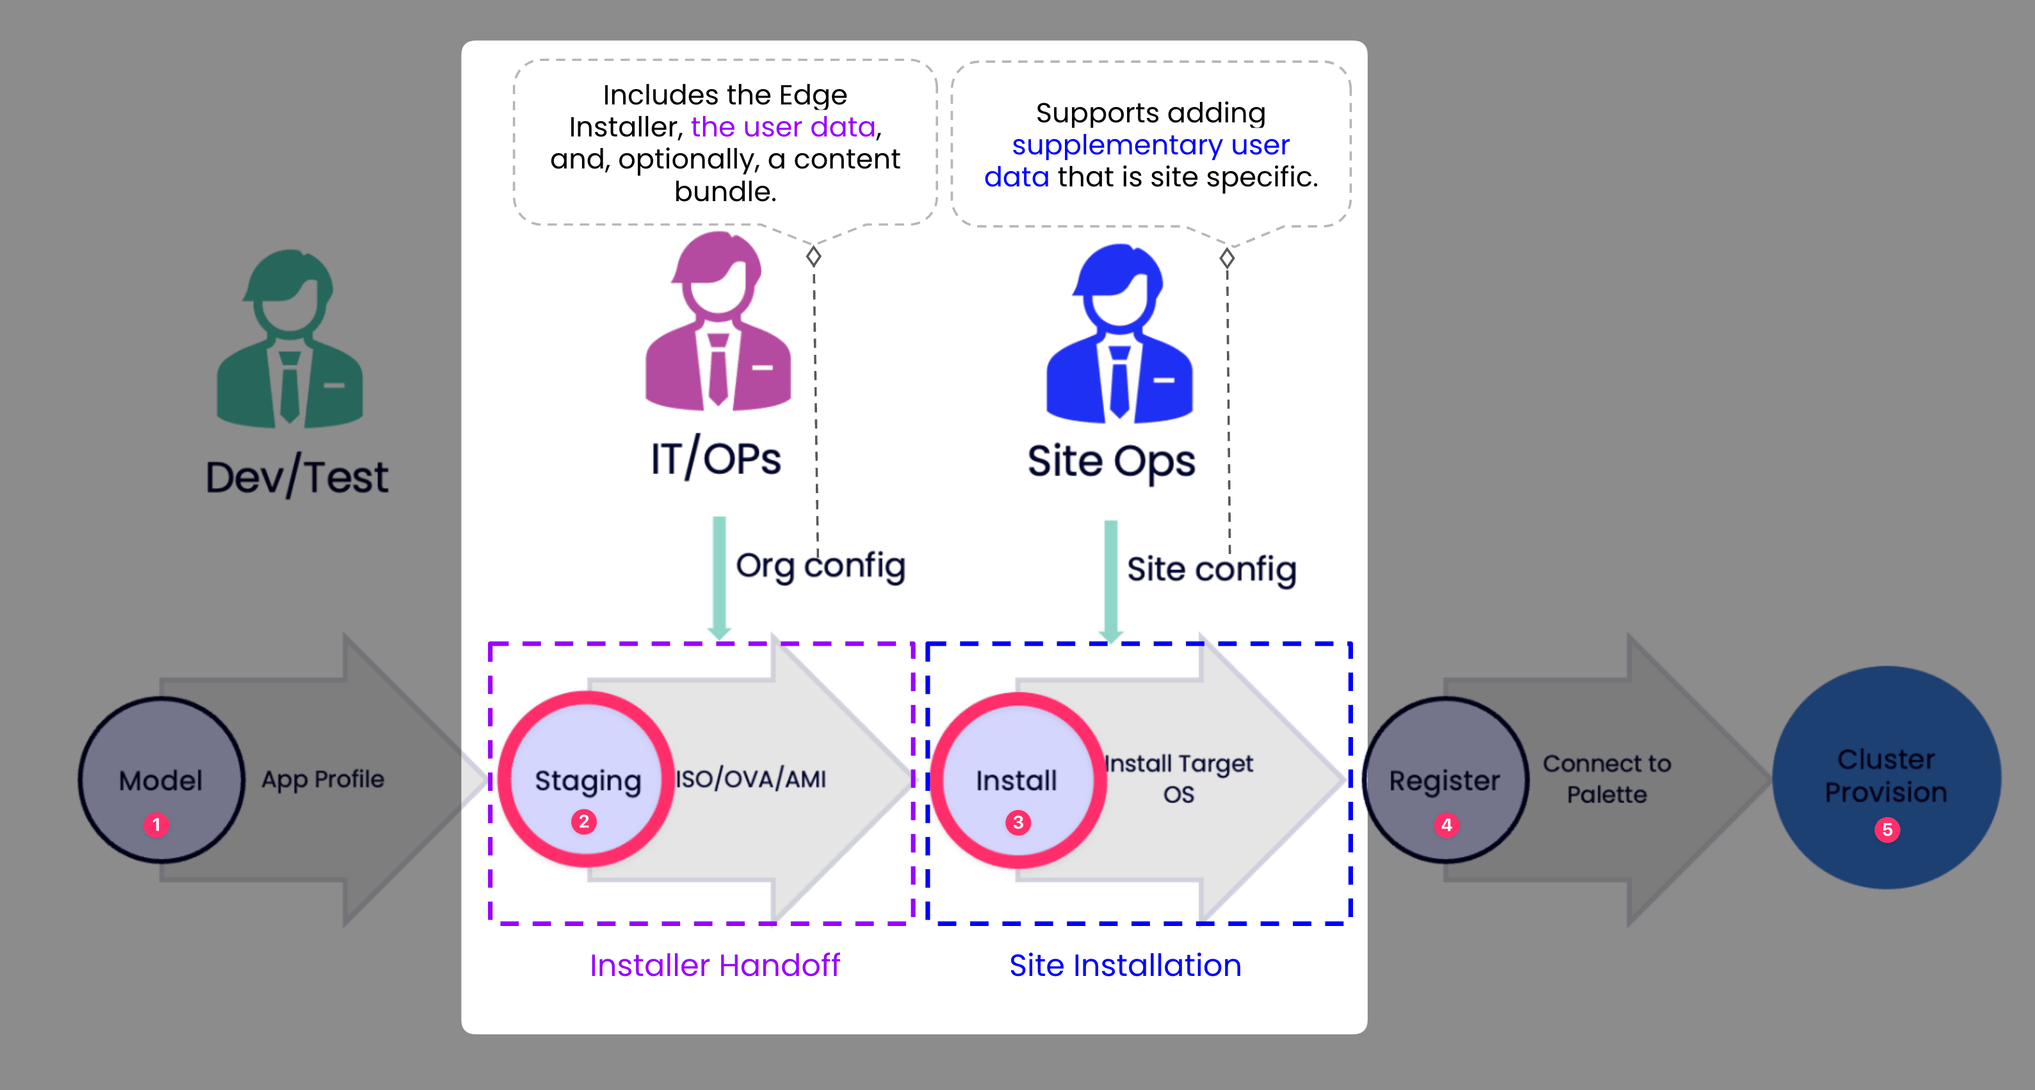 Includes the Edge
Installer, the user data,
and, optionally, a content
bundle.
Supports adding
supplementary user
data that is site specific.
Dev/Test
IT/OPs
Site Ops
Org config
Site config
Model
1
App Profile
Staging
2
ISO/OVA/AMI
Install
3
Install Target
OS
Register
4
Connect to
Palette
Cluster
Provision
5
Installer Handoff
Site Installation